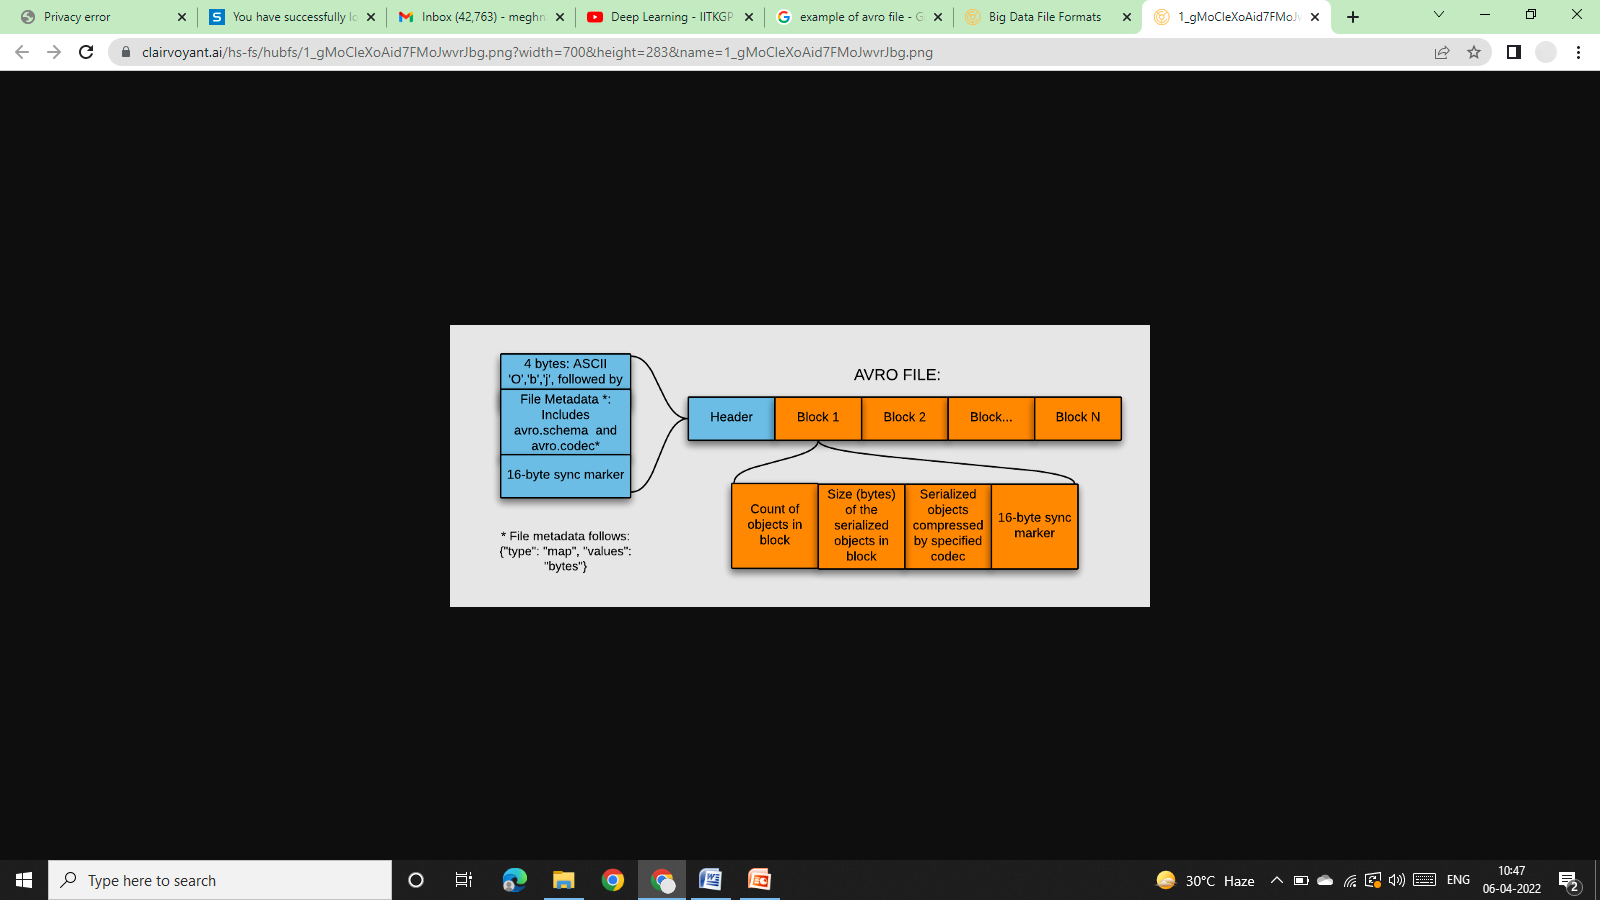 Privacy error
You have successfully lo
Inbox (42,763) - meghn
Deep Learning - IITKGP
example of avro file - G
Big Data File Formats
1_gMoCleXoAid7FMoJv
clairvoyant.ai/hs-fs/hubfs/1_gMoCleXoAid7FMoJwvrJbg.png?width=700&height=283&name=1_gMoCleXoAid7FMoJwvrJbg.png
4 bytes: ASCII
'O','b','j', followed by
File Metadata *:
Includes
avro.schema and
avro.codec*
16-byte sync marker
* File metadata follows:
{"type": "map", "values":
"bytes"}
AVRO FILE:
Header
Block 1
Block 2
Block...
Block N
Count of
objects in
block
Size (bytes)
of the
serialized
objects in
block
Serialized
objects
compressed
by specified
codec
16-byte sync
marker
Type here to search
30°C Haze
ENG
10:47
06-04-2022
2